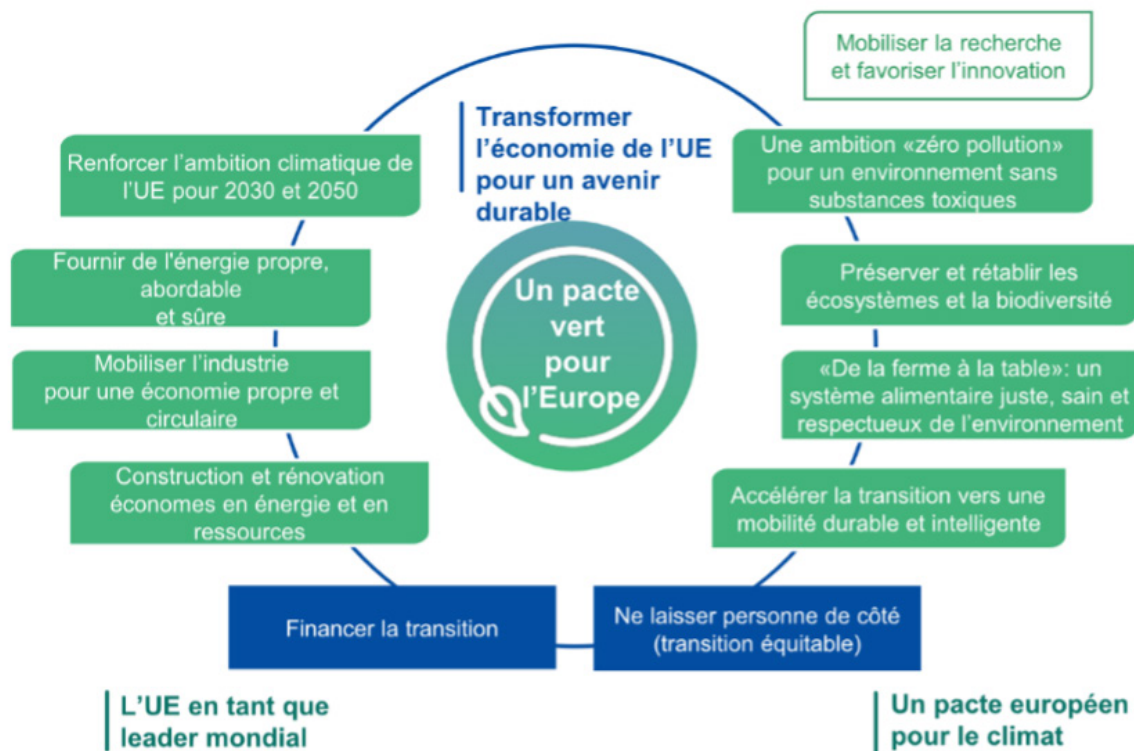 Mobiliser la recherche
et favoriser l’innovation
Transformer
l’économie de l’UE
pour un avenir
durable
Renforcer l’ambition climatique de
l’UE pour 2030 et 2050
Une ambition «zéro pollution»
pour un environnement sans
substances toxiques
Fournir de l'énergie propre,
abordable
et sûre
Préserver et rétablir les
écosystèmes et la biodiversité
Un pacte
vert
pour
l’Europe
Mobiliser l’industrie
pour une économie propre et
circulaire
«De la ferme à la table»: un
système alimentaire juste, sain et
respectueux de l’environnement
Construction et rénovation
économes en énergie et en
ressources
Accélérer la transition vers une
mobilité durable et intelligente
Financer la transition
Ne laisser personne de côté
(transition équitable)
L’UE en tant que
leader mondial
Un pacte européen
pour le climat